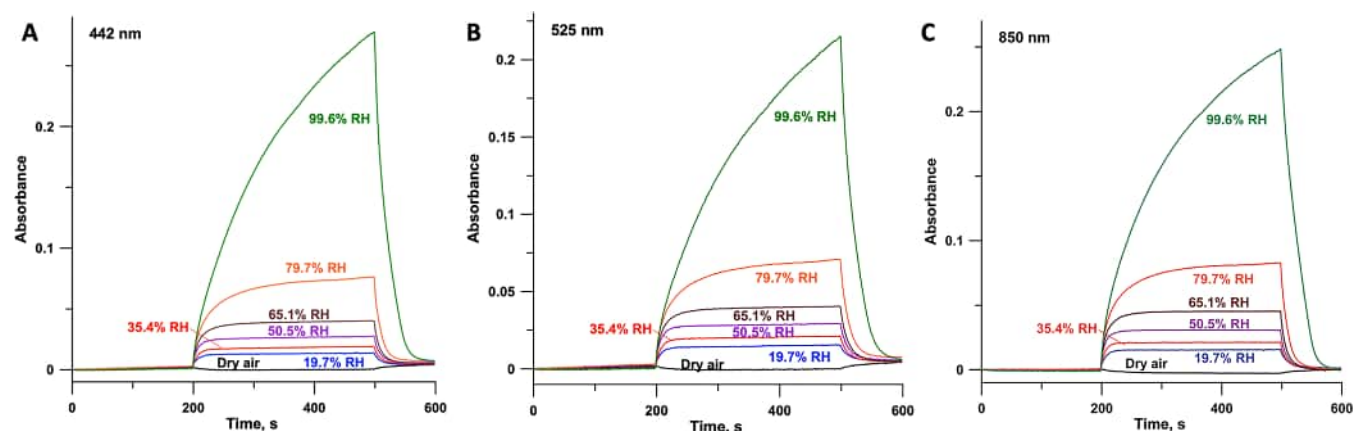 A
442 nm
Absorbance
0.2
0.1
0
99.6% RH
79.7% RH
65.1% RH
35.4% RH
50.5% RH
Dry air
19.7% RH
0
200
400
600
Time, s
B
525 nm
Absorbance
0.2
0.15
0.1
0.05
0
99.6% RH
79.7% RH
65.1% RH
35.4% RH
50.5% RH
Dry air
19.7% RH
0
200
400
600
Time, s
C
850 nm
Absorbance
0.2
0.1
0
99.6% RH
79.7% RH
65.1% RH
35.4% RH
50.5% RH
Dry air
19.7% RH
0
200
400
600
Time, s